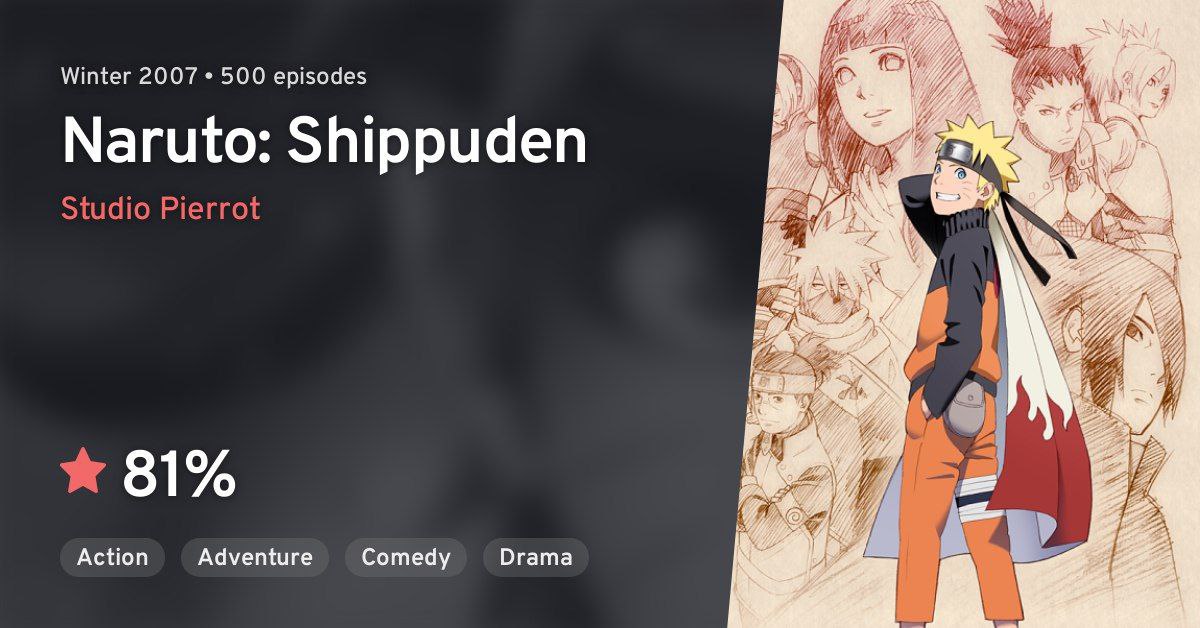 Winter 2007 • 500 episodes
Naruto: Shippuden
Studio Pierrot
81%
Action Adventure Comedy Drama